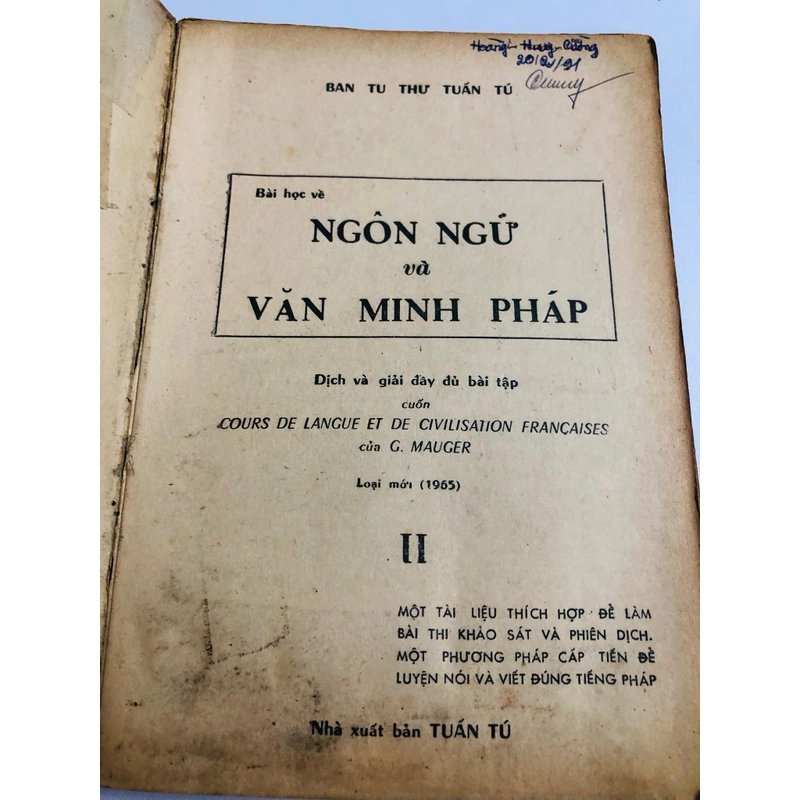 Hoàng Hưng Cường
BAN TU THƯ TUẤN TÚ
Bài học về
NGÔN NGỮ
và
VĂN MINH PHÁP
Dịch và giải đầy đủ bài tập
cuốn
COURS DE LANGUE ET DE CIVILISATION FRANÇAISES
của G. MAUGER
Loại mới (1965)
II
MỘT TÀI LIỆU THÍCH HỢP ĐỂ LÀM
BÀI THI KHẢO SÁT VÀ PHIÊN DỊCH.
MỘT PHƯƠNG PHÁP CẤP TIẾN ĐỂ
LUYỆN NÓI VÀ VIẾT ĐÚNG TIẾNG PHÁP
Nhà xuất bản TUẤN TÚ